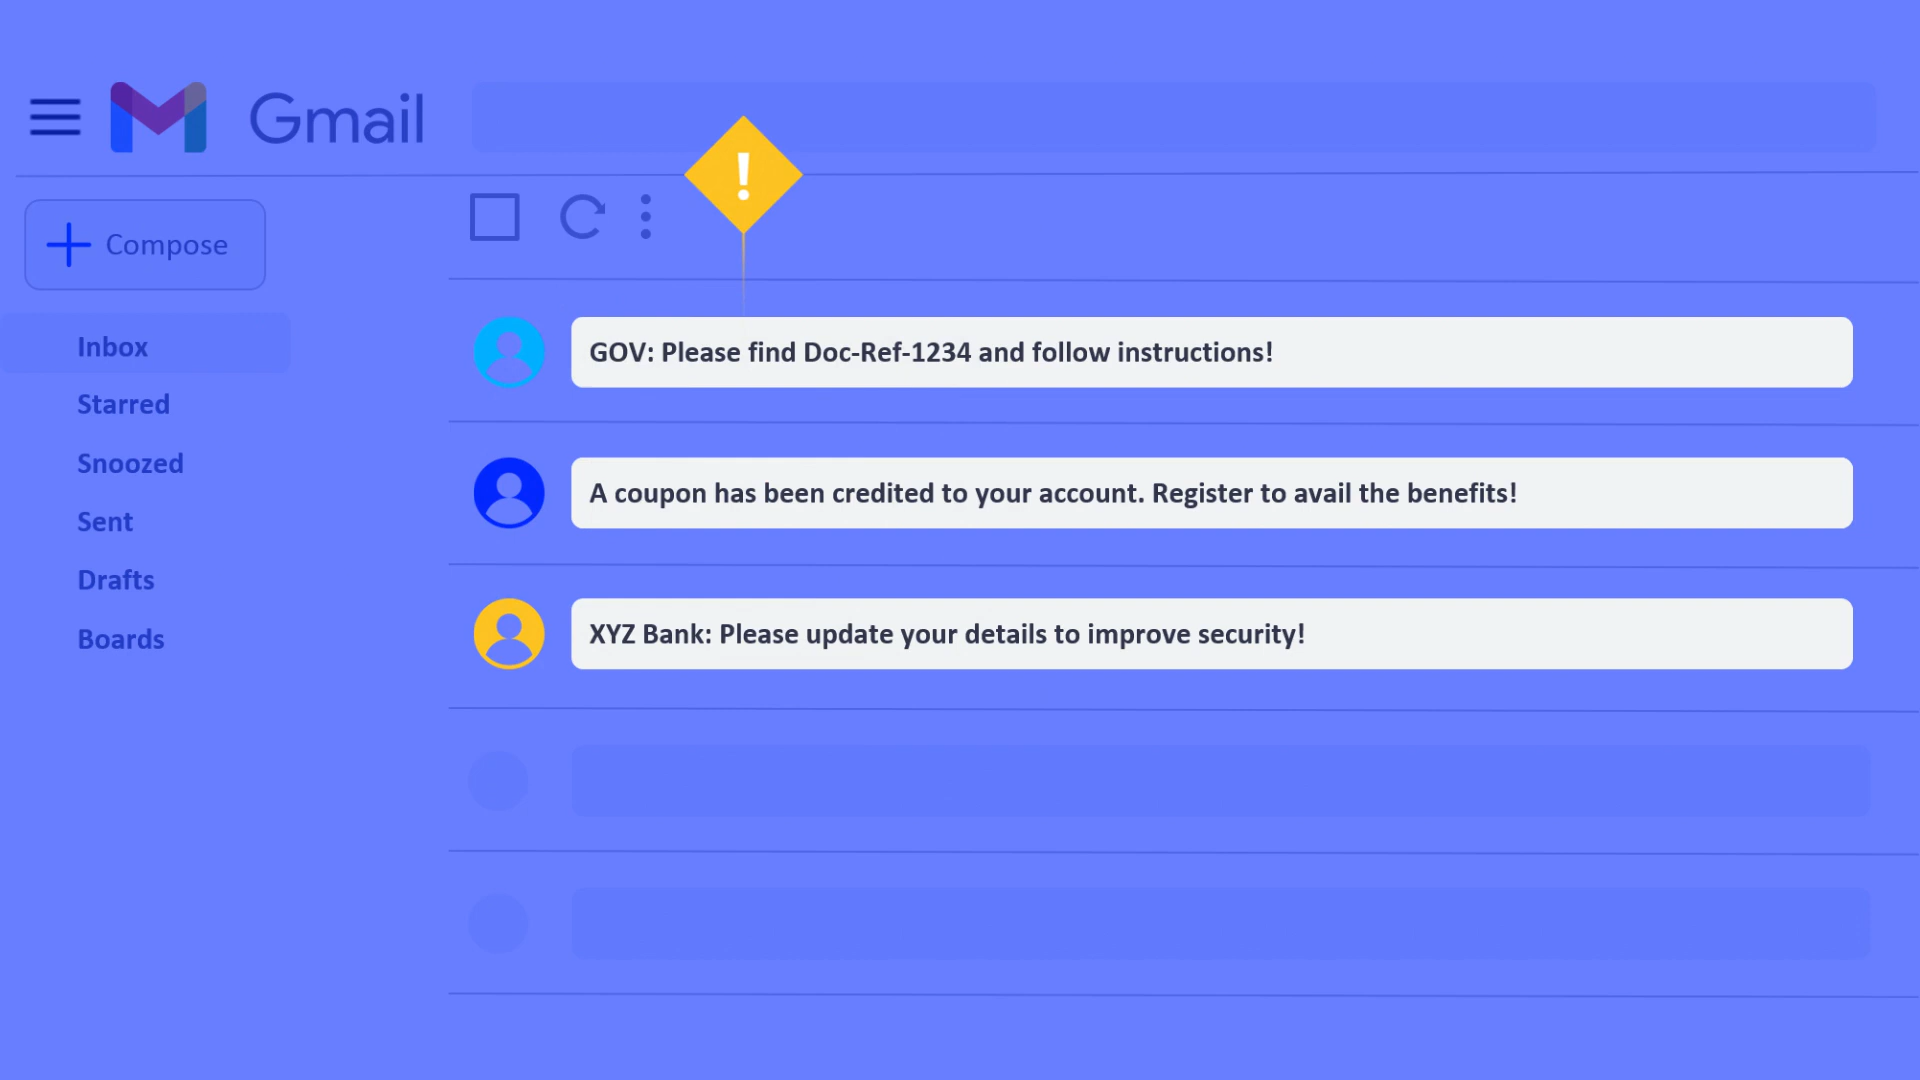 Gmail
!
Compose
Inbox
Starred
Snoozed
Sent
Drafts
Boards
GOV: Please find Doc-Ref-1234 and follow instructions!
A coupon has been credited to your account. Register to avail the benefits!
XYZ Bank: Please update your details to improve security!